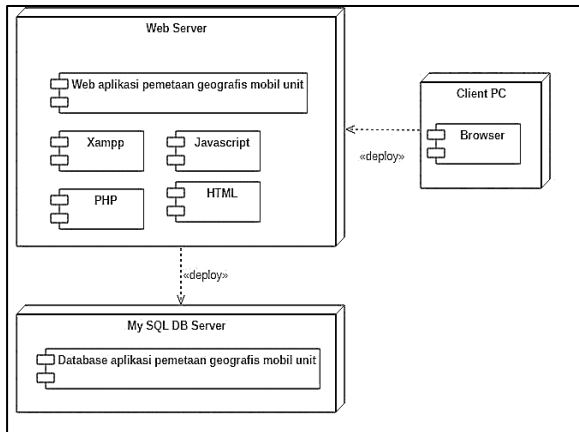 Web Server
Web aplikasi pemetaan geografis mobil unit
Xampp
Javascript
PHP
HTML
Client PC
Browser
«deploy»
«deploy»
My SQL DB Server
Database aplikasi pemetaan geografis mobil unit